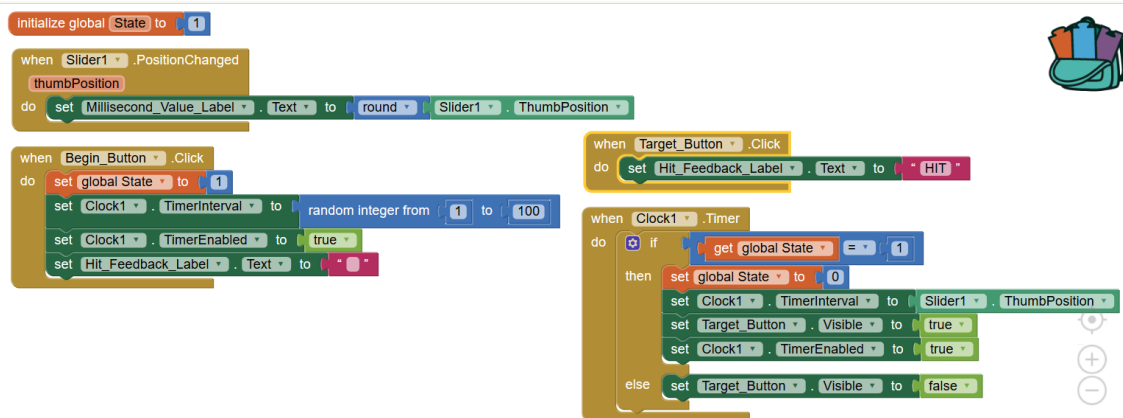 initialize global State to 1
when Slider1 .PositionChanged
thumbPosition
do set Millisecond_Value_Label . Text to round Slider1 . ThumbPosition
when Begin_Button .Click
do set global State to 1
set Clock1 . TimerInterval to random integer from 1 to 100
set Clock1 . TimerEnabled to true
set Hit_Feedback_Label . Text to " "
when Target_Button .Click
do set Hit_Feedback_Label . Text to " HIT "
when Clock1 .Timer
do if get global State = 1
then set global State to 0
set Clock1 . TimerInterval to Slider1 . ThumbPosition
set Target_Button . Visible to true
set Clock1 . TimerEnabled to true
else set Target_Button . Visible to false